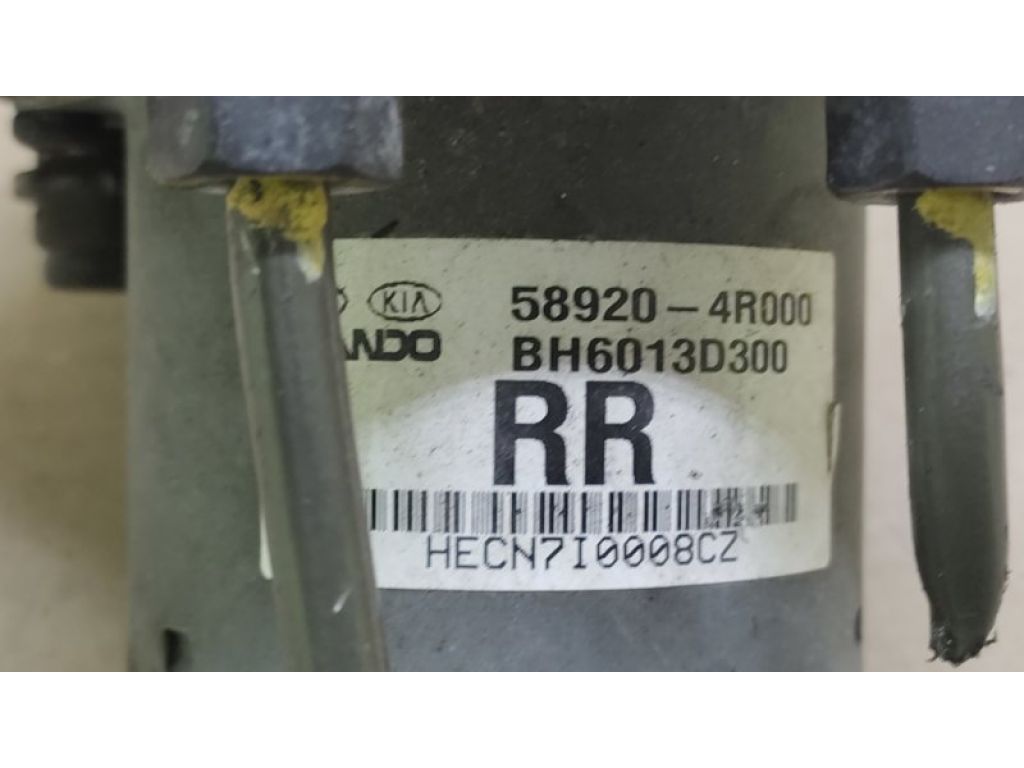 KIA 58920-4R000
ANDO BH6013D300
RR
HECN7I0008CZ